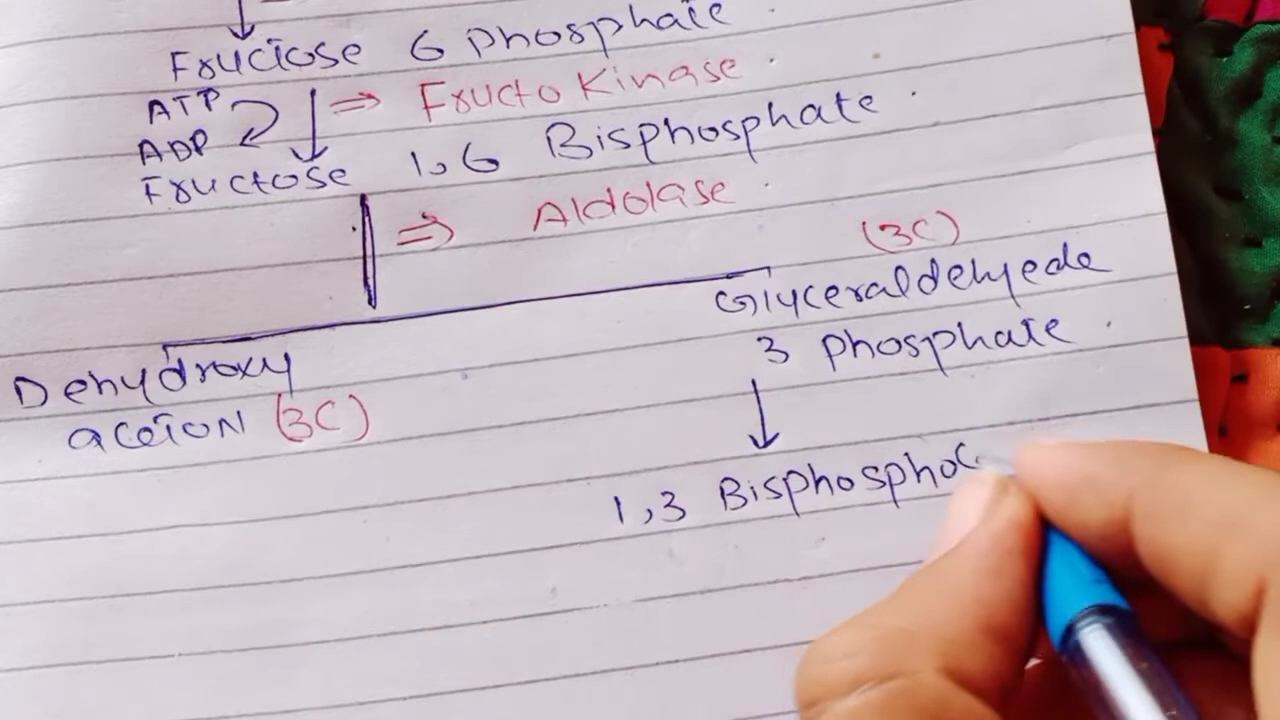 Fructose 6 Phosphate
ATP ⇒ Fructo Kinase.
ADP
Fructose 1,6 Bisphosphate.
⇒ Aldolase.
(3C)
Glyceraldehyede
3 Phosphate.
Dehydroxy
aceton (3C)
1,3 Bisphospho